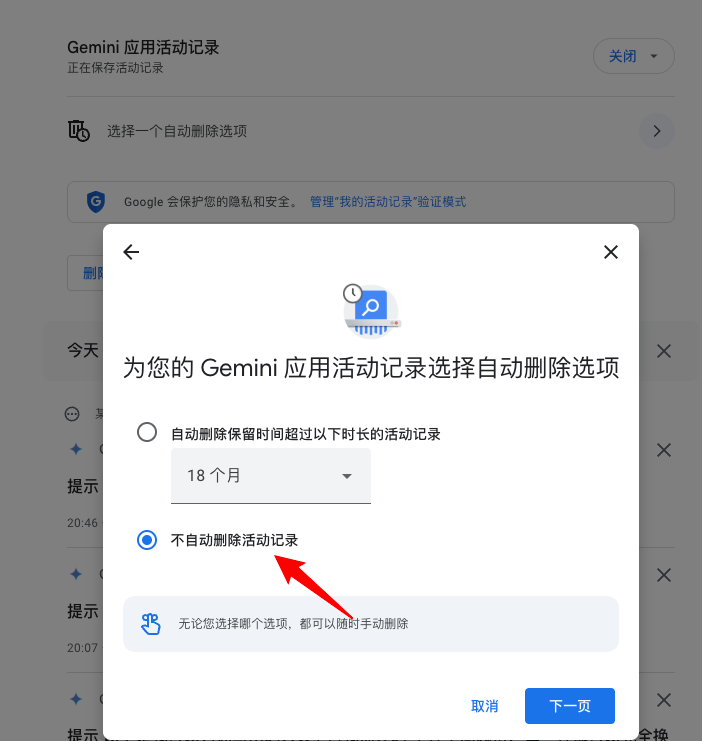 Gemini 应用活动记录
正在保存活动记录
关闭
选择一个自动删除选项
Google 会保护您的隐私和安全。 管理“我的活动记录”验证模式
删除
今天
为您的 Gemini 应用活动记录选择自动删除选项
自动删除保留时间超过以下时长的活动记录
18 个月
不自动删除活动记录
提示
20:46
提示
无论您选择哪个选项，都可以随时手动删除
20:07
取消
下一页
提示